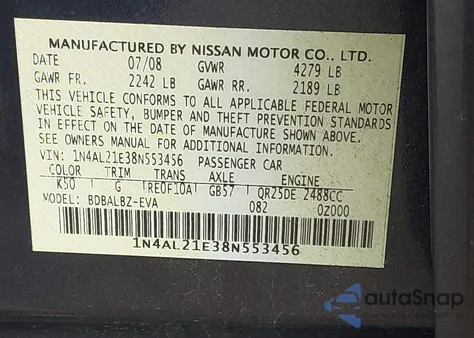 MANUFACTURED BY NISSAN MOTOR CO., LTD.
DATE 07/08 GVWR 4279 LB
GAWR FR. 2242 LB GAWR RR. 2189 LB
THIS VEHICLE CONFORMS TO ALL APPLICABLE FEDERAL MOTOR
VEHICLE SAFETY, BUMPER AND THEFT PREVENTION STANDARDS
IN EFFECT ON THE DATE OF MANUFACTURE SHOWN ABOVE.
SEE OWNERS MANUAL FOR ADDITIONAL INFORMATION.
VIN: 1N4AL21E38N553456 PASSENGER CAR
COLOR TRIM TRANS AXLE ENGINE
K50 G RE0F10A GB57 QR25DE 2488CC
MODEL: BDBALBZ-EVA 082 0Z000
1N4AL21E38N553456
autoSnap